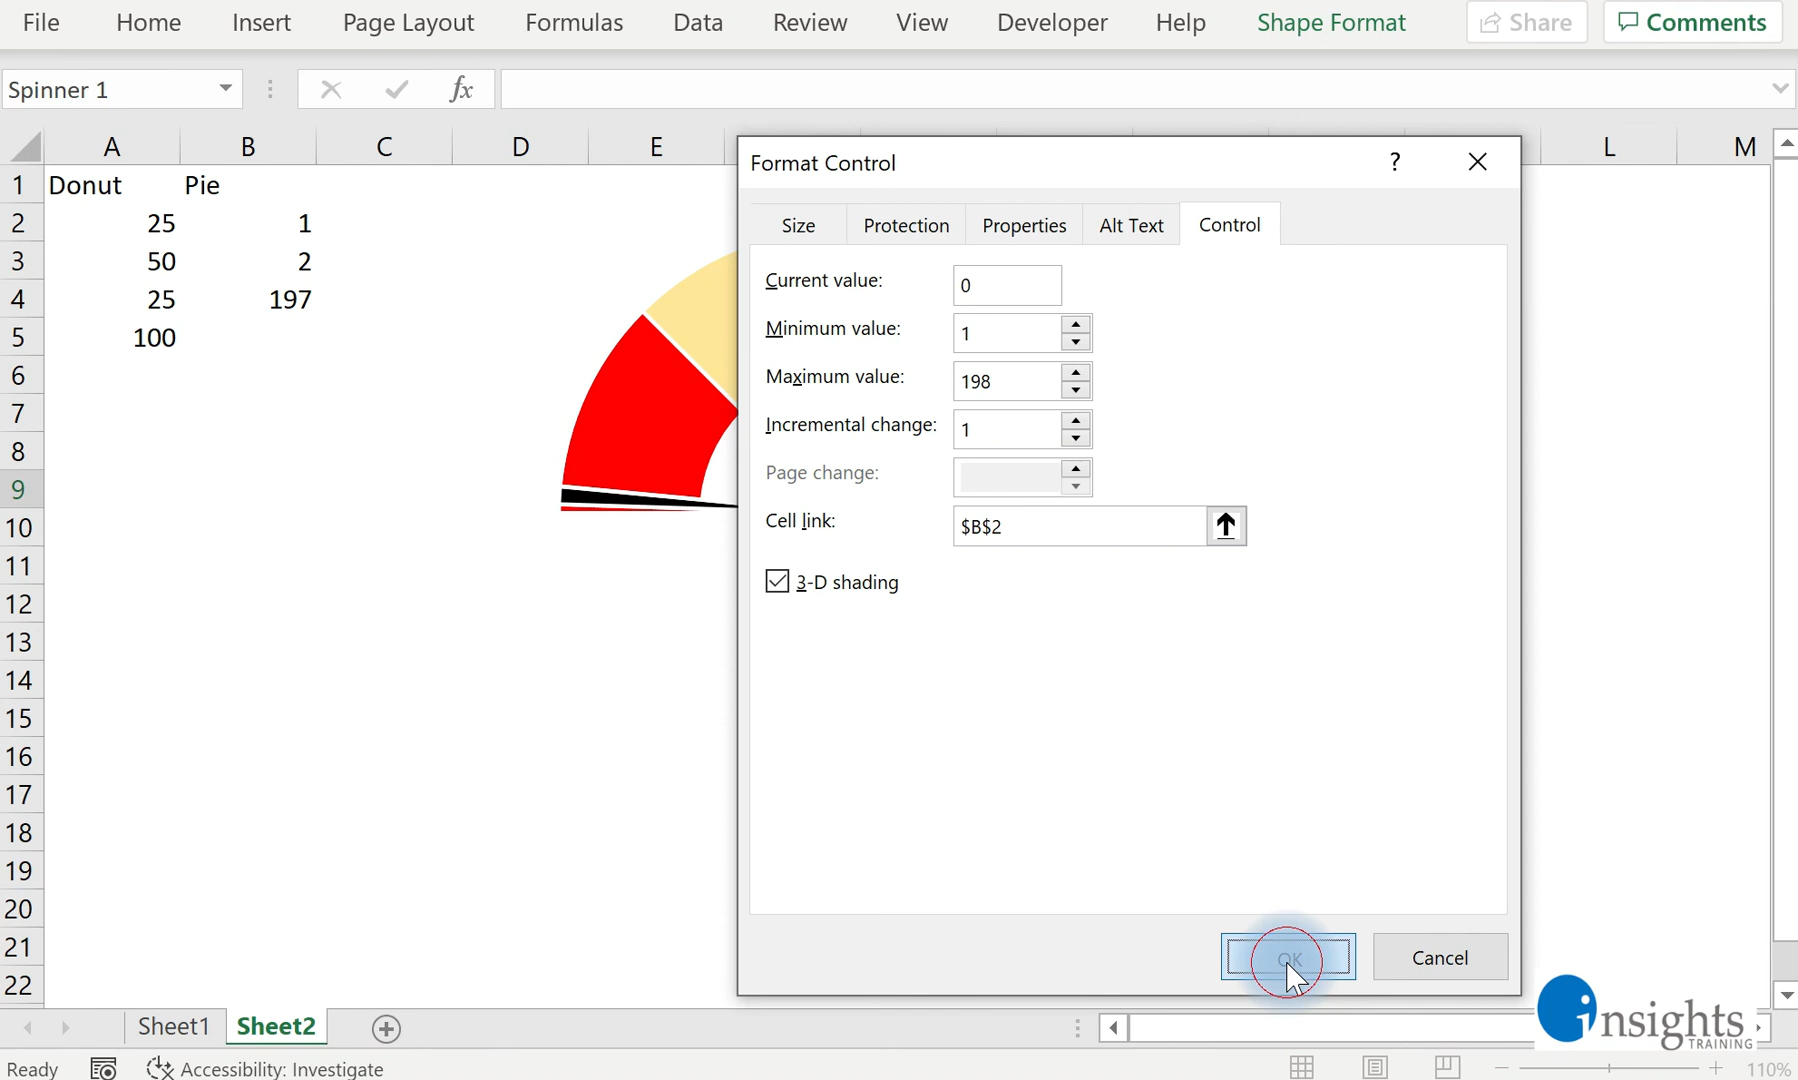 File Home Insert Page Layout Formulas Data Review View Developer Help Shape Format Share Comments
Spinner 1 fx
A B C D E L M
1 Donut Pie
2 25 1
3 50 2
4 25 197
5 100
6
7
8
9
10
11
12
13
14
15
16
17
18
19
20
21
22
Format Control ?
Size Protection Properties Alt Text Control
Current value: 0
Minimum value: 1
Maximum value: 198
Incremental change: 1
Page change:
Cell link: $B$2
3-D shading
OK Cancel
insights
TRAINING
Sheet1 Sheet2
Ready Accessibility: Investigate 110%